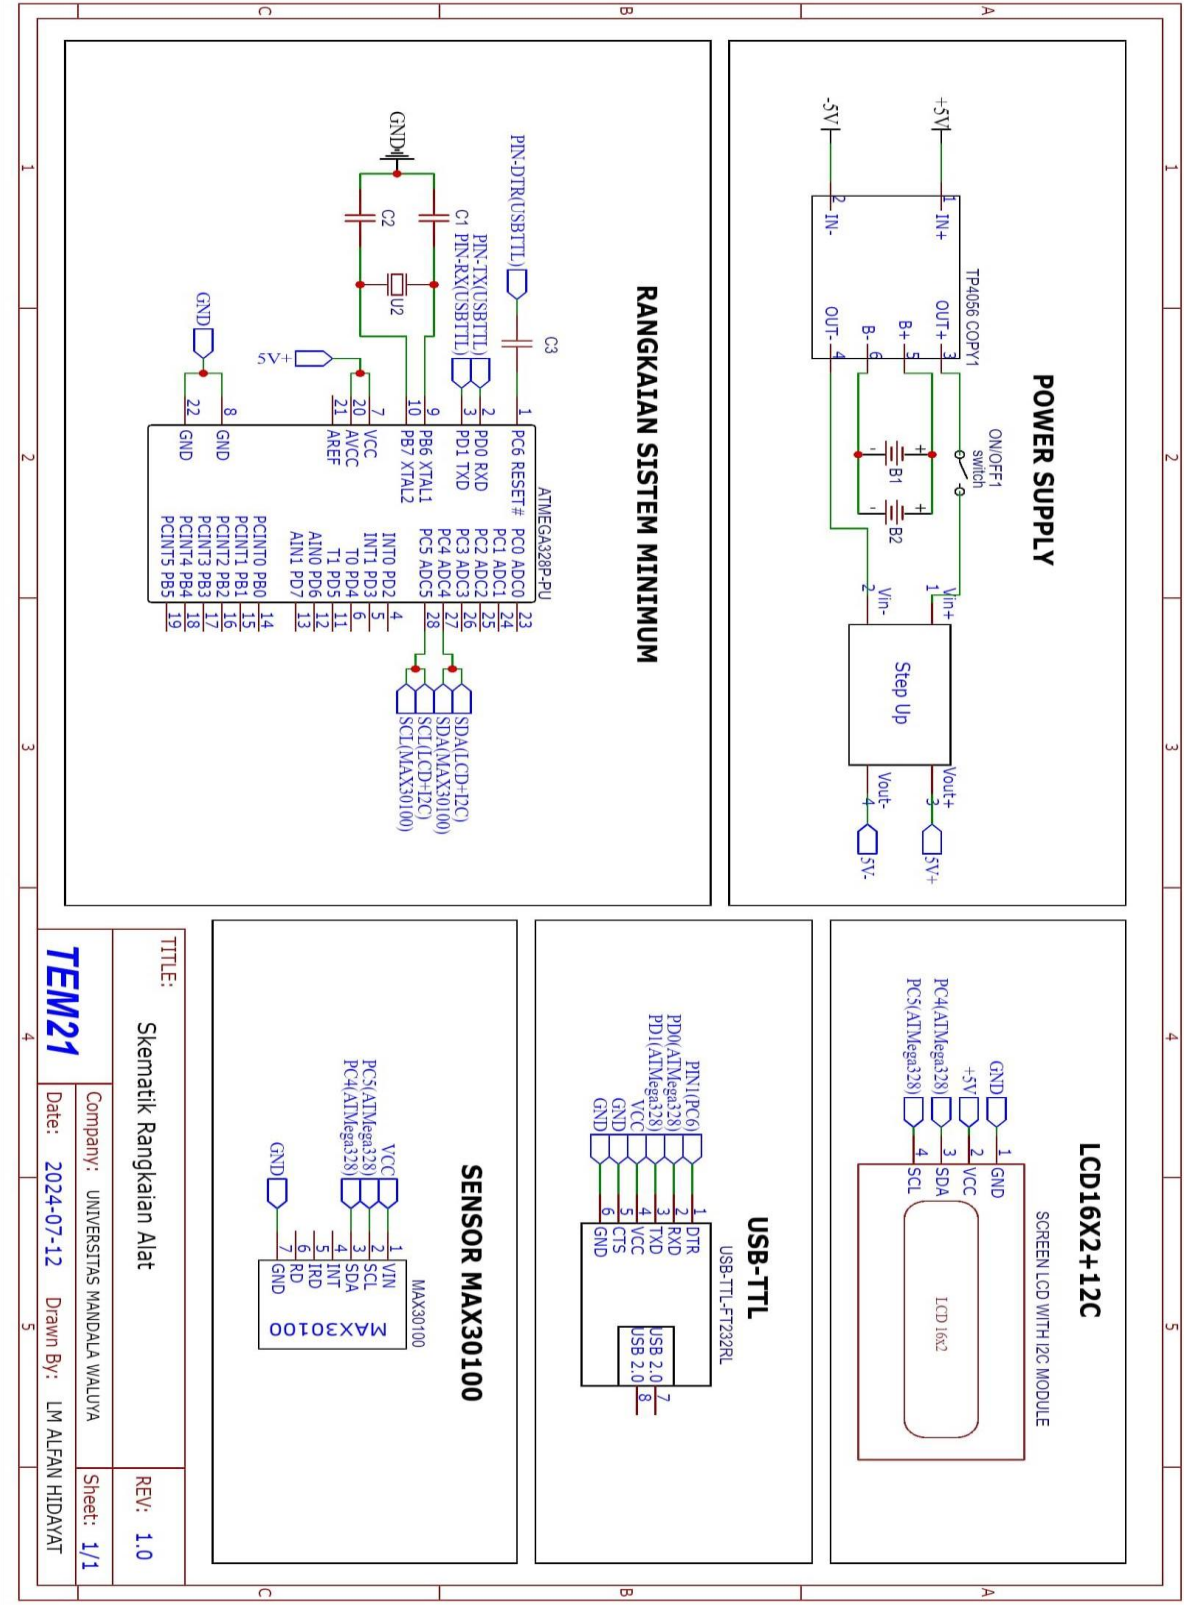 A
B
C
1
2
3
4
5
POWER SUPPLY
+5V
-5V
1
IN+
2
IN-
TP4056 COPY1
OUT+
3
B+
5
B-
6
OUT-
4
ON/OFF1
switch
+
-
B1
+
-
B2
1
Vin+
2
Vin-
Step Up
Vout+
3
Vout-
4
5V+
5V-
RANGKAIAN SISTEM MINIMUM
PIN-DTR(USBTTL)
C3
PIN-TX(USBTTL)
PIN-RX(USBTTL)
GND
C1
C2
U2
5V+
GND
ATMEGA328P-PU
1 PC6 RESET#
2 PD0 RXD
3 PD1 TXD
9 PB6 XTAL1
10 PB7 XTAL2
7 VCC
20 AVCC
21 AREF
8 GND
22 GND
PC0 ADC0 23
PC1 ADC1 24
PC2 ADC2 25
PC3 ADC3 26
PC4 ADC4 27
PC5 ADC5 28
INT0 PD2 4
INT1 PD3 5
T0 PD4 6
T1 PD5 11
AIN0 PD6 12
AIN1 PD7 13
PCINT0 PB0 14
PCINT1 PB1 15
PCINT2 PB2 16
PCINT3 PB3 17
PCINT4 PB4 18
PCINT5 PB5 19
SDA(LCD+I2C)
SDA(MAX30100)
SCL(LCD+I2C)
SCL(MAX30100)
LCD16X2+12C
SCREEN LCD WITH I2C MODULE
GND 1 GND
+5V 2 VCC
PC4(ATMega328) 3 SDA
PC5(ATMega328) 4 SCL
LCD 16x2
USB-TTL
USB-TTL-FT232RL
PIN1(PC6) 1 DTR
PD0(ATMega328) 2 RXD
PD1(ATMega328) 3 TXD
VCC 4 VCC
GND 5 CTS
GND 6 GND
USB 2.0 7
USB 2.0 8
SENSOR MAX30100
MAX30100
VCC 1 VIN
PC5(ATMega328) 2 SCL
PC4(ATMega328) 3 SDA
4 INT
5 IRD
6 RD
GND 7 GND
MAX30100
TITLE:
Skematik Rangkaian Alat
REV: 1.0
TEM21
Company: UNIVERSITAS MANDALA WALUYA
Sheet: 1/1
Date: 2024-07-12 Drawn By: LM ALFAN HIDAYAT
1
2
3
4
5
A
B
C